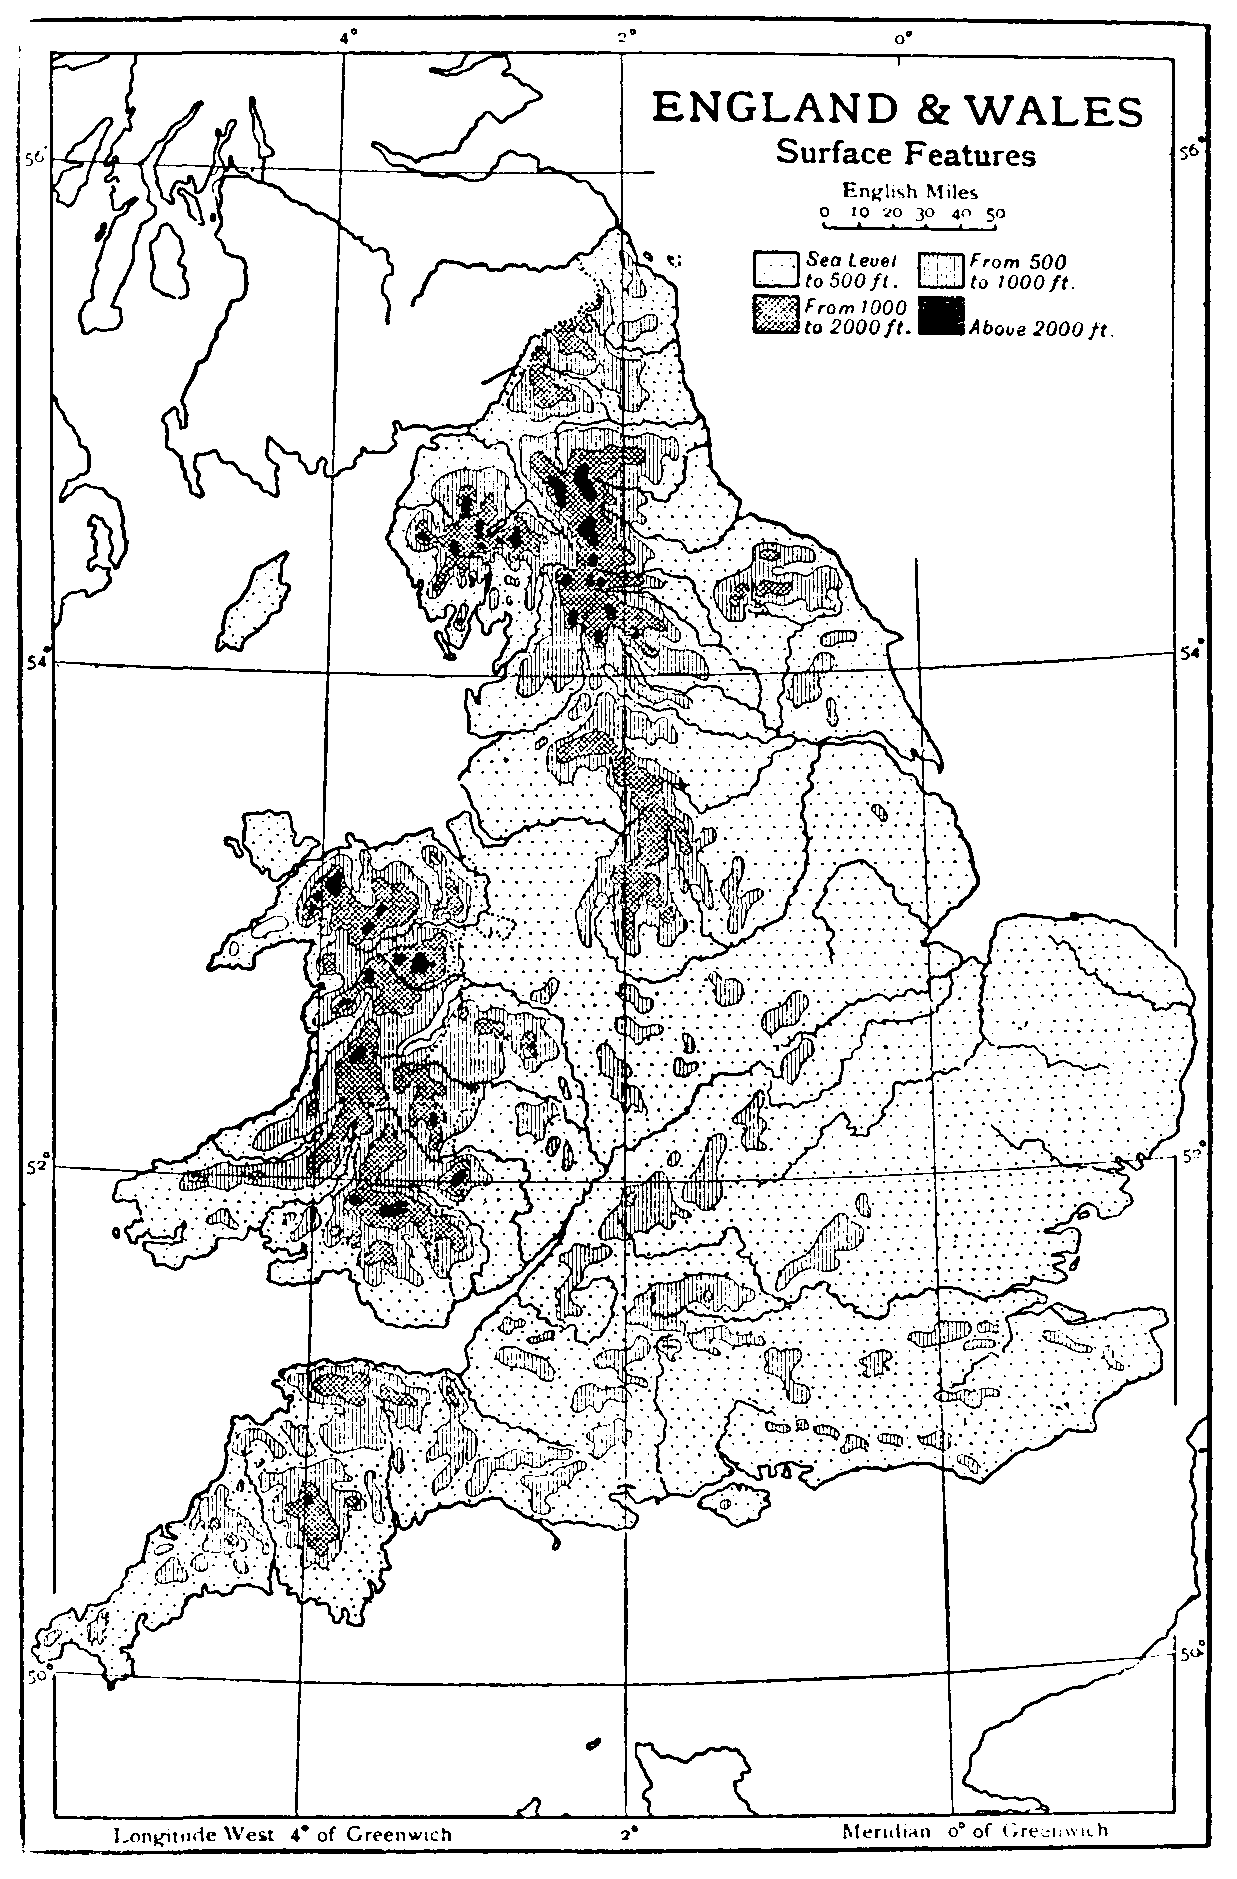 4° 2° 0°
ENGLAND & WALES
Surface Features
English Miles
0 10 20 30 40 50
Sea Level to 500 ft.
From 500 to 1000 ft.
From 1000 to 2000 ft.
Above 2000 ft.
56° 56°
54° 54°
52° 52°
50° 50°
Longitude West 4° of Greenwich 2° Meridian 0° of Greenwich